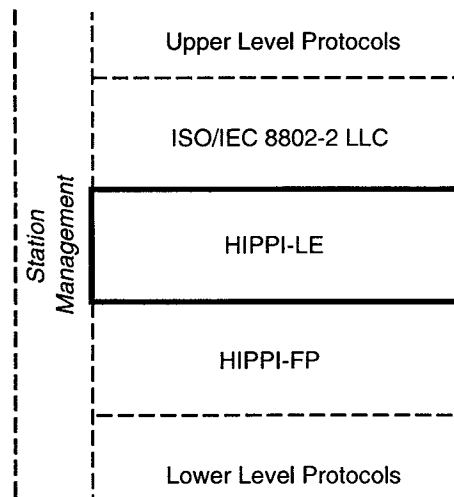 Upper Level Protocols
ISO/IEC 8802-2 LLC
Station
Management
HIPPI-LE
HIPPI-FP
Lower Level Protocols